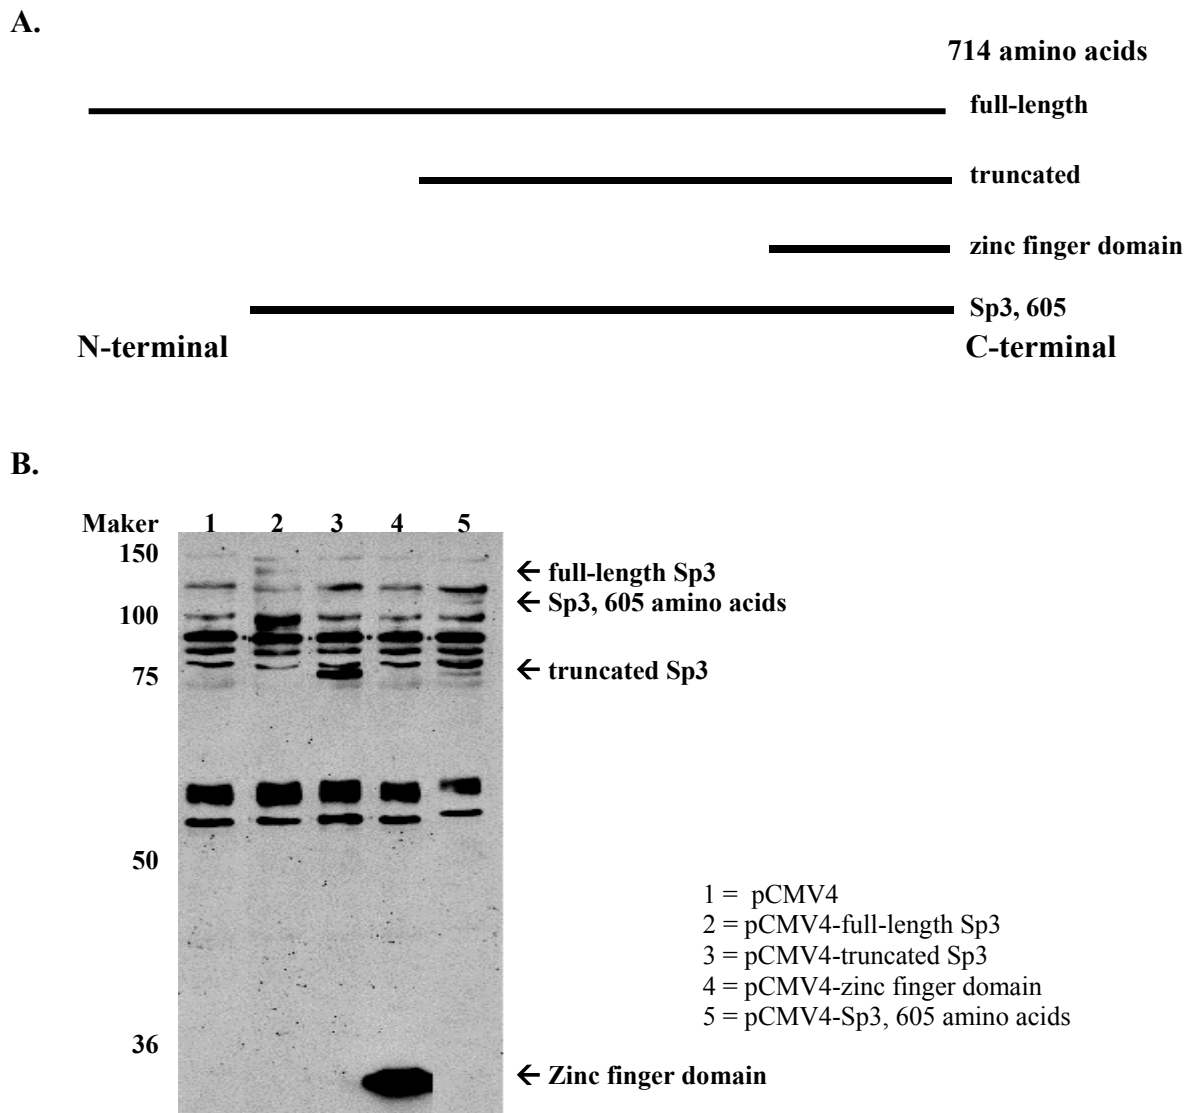 A.
714 amino acids
full-length
truncated
zinc finger domain
Sp3, 605
N-terminal C-terminal
B.
Maker 1 2 3 4 5
150
← full-length Sp3
← Sp3, 605 amino acids
100
← truncated Sp3
75
50
1 = pCMV4
2 = pCMV4-full-length Sp3
3 = pCMV4-truncated Sp3
4 = pCMV4-zinc finger domain
5 = pCMV4-Sp3, 605 amino acids
36
← Zinc finger domain